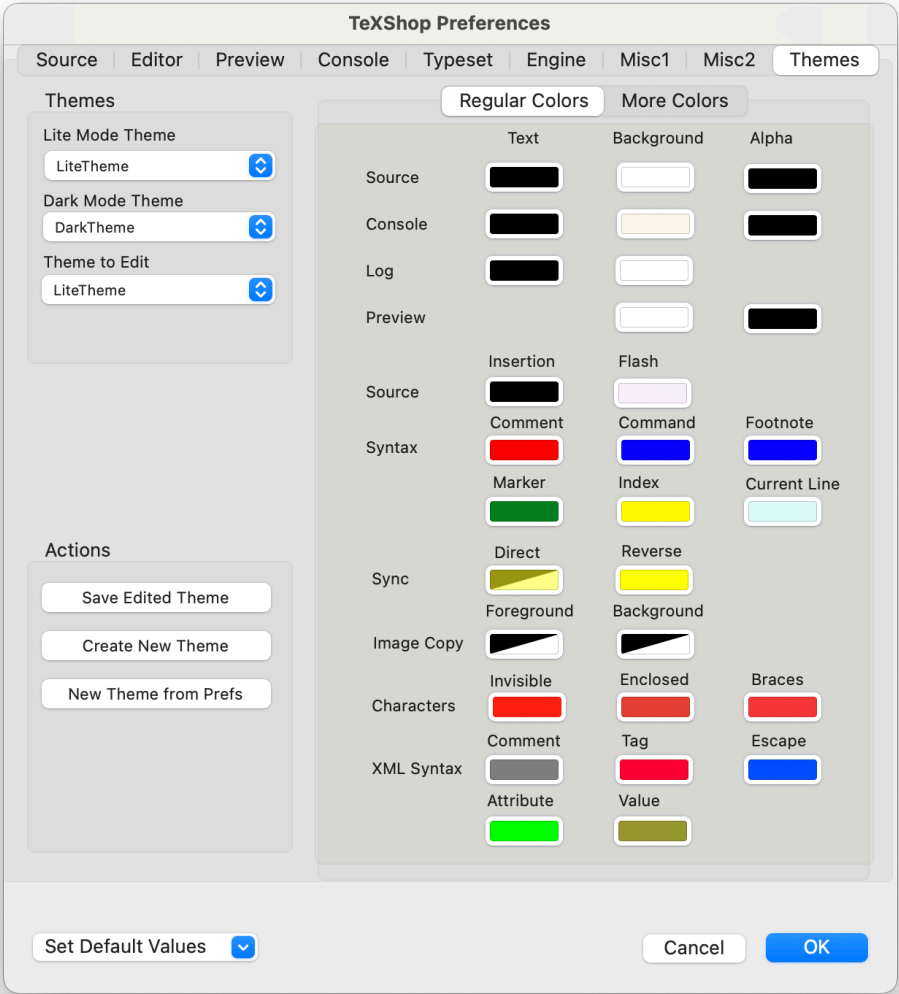 TeXShop Preferences
Source Editor Preview Console Typeset Engine Misc1 Misc2 Themes
Themes
Lite Mode Theme
LiteTheme
Dark Mode Theme
DarkTheme
Theme to Edit
LiteTheme
Actions
Save Edited Theme
Create New Theme
New Theme from Prefs
Regular Colors More Colors
Text Background Alpha
Source
Console
Log
Preview
Insertion Flash
Source
Comment Command Footnote
Syntax
Marker Index Current Line
Direct Reverse
Sync
Foreground Background
Image Copy
Invisible Enclosed Braces
Characters
Comment Tag Escape
XML Syntax
Attribute Value
Set Default Values Cancel OK